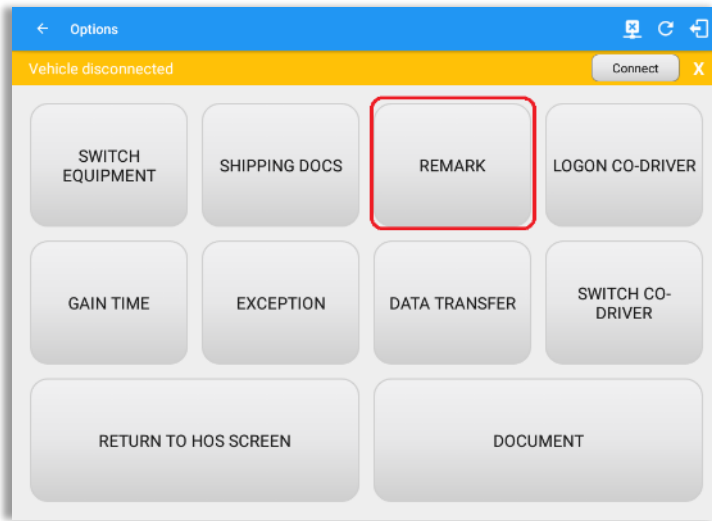 Options
Vehicle disconnected
Connect
X
SWITCH
EQUIPMENT
SHIPPING DOCS
REMARK
LOGON CO-DRIVER
GAIN TIME
EXCEPTION
DATA TRANSFER
SWITCH CO-
DRIVER
RETURN TO HOS SCREEN
DOCUMENT